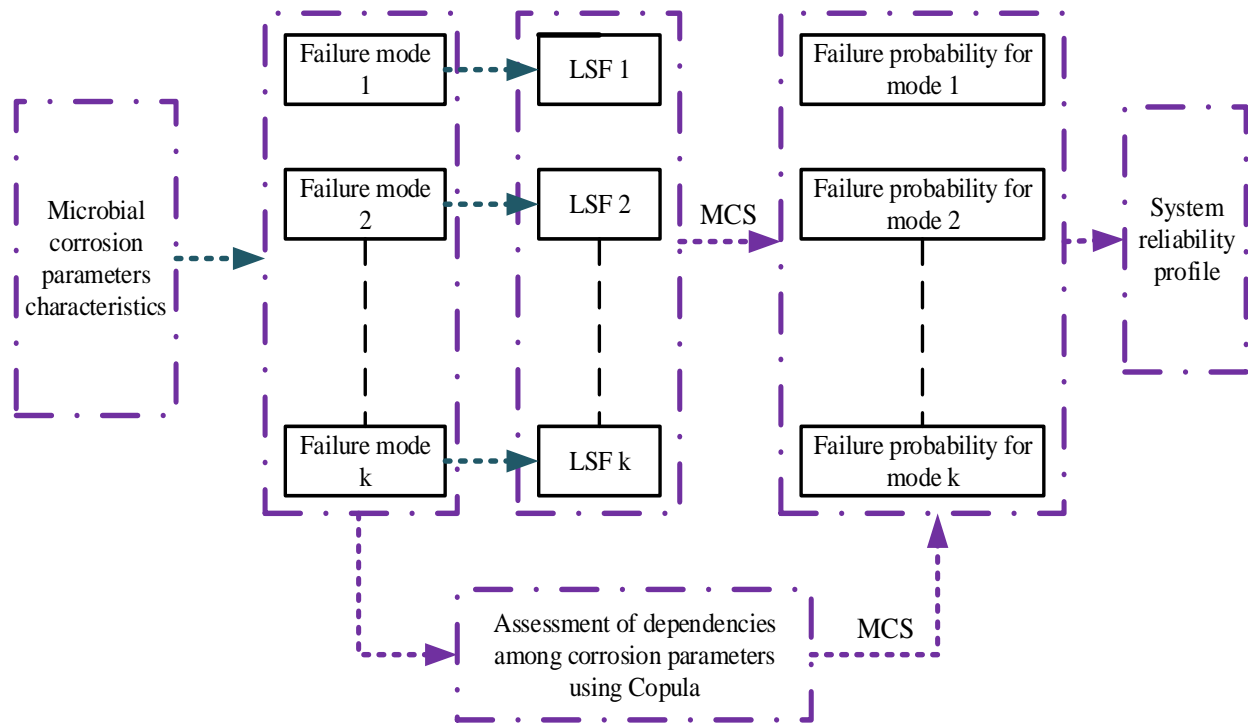 Microbial
corrosion
parameters
characteristics
Failure mode
1
Failure mode
2
Failure mode
k
LSF 1
LSF 2
LSF k
MCS
Failure probability for
mode 1
Failure probability for
mode 2
Failure probability for
mode k
System
reliability
profile
Assessment of dependencies
among corrosion parameters
using Copula
MCS